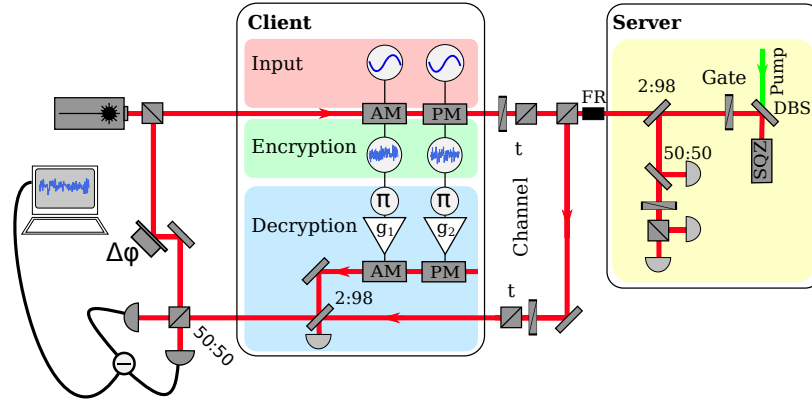 Client
Server
Input
AM
PM
t
FR
2:98
Gate
Pump
DBS
SQZ
50:50
Encryption
π
π
Decryption
g₁
g₂
Channel
AM
PM
Δφ
2:98
t
50:50